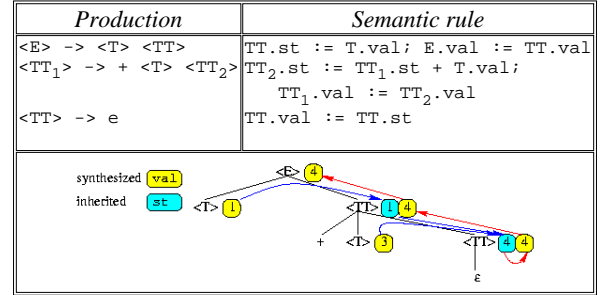 Production Semantic rule
<E> -> <T> <TT> TT.st := T.val; E.val := TT.val
<TT1> -> + <T> <TT2> TT2.st := TT1.st + T.val;
TT1.val := TT2.val
<TT> -> e TT.val := TT.st
synthesized val <E> 4
inherited st <T> 1 <TT> 1 4
+ <T> 3 <TT> 4 4
ε